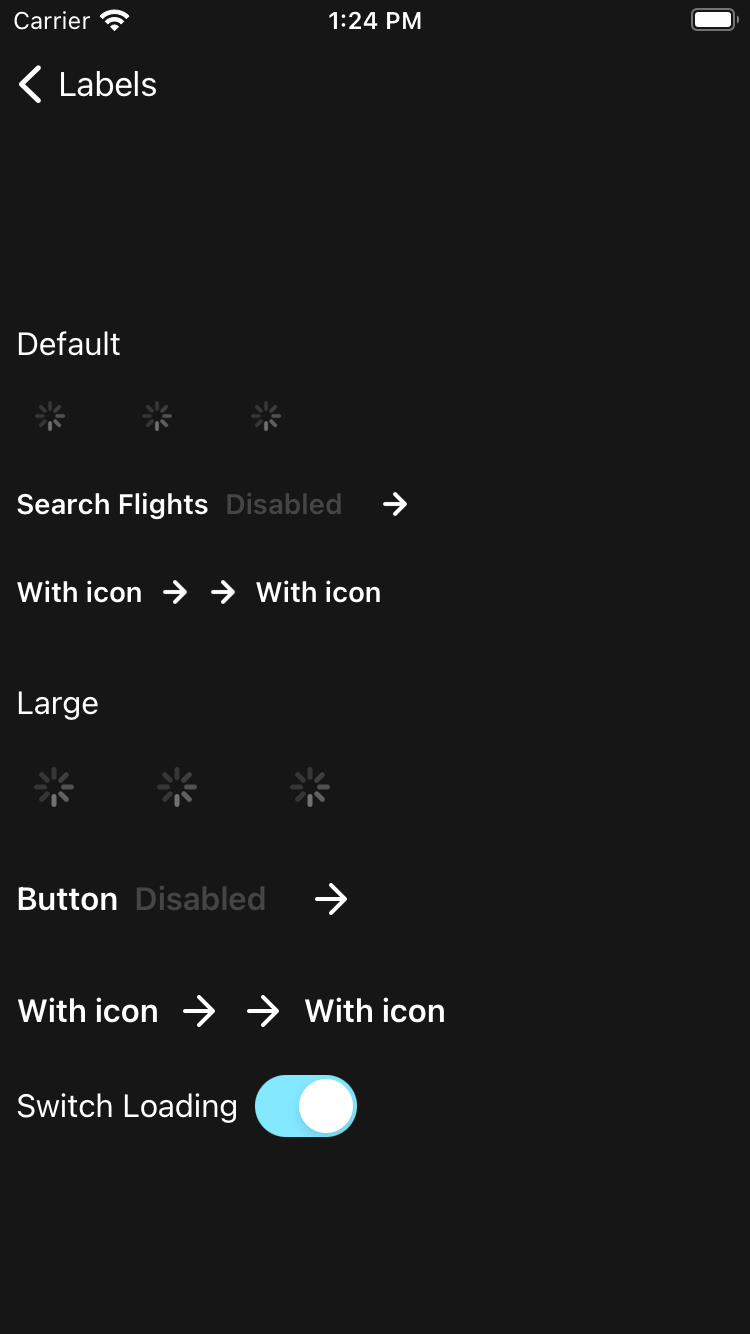 Carrier 1:24 PM
Labels
Default
Search Flights Disabled
With icon With icon
Large
Button Disabled
With icon With icon
Switch Loading